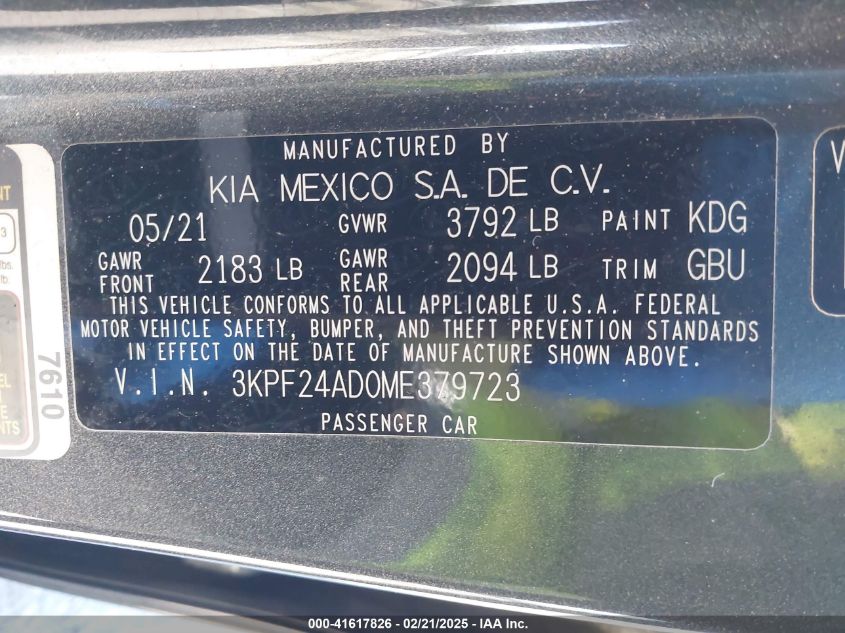 MANUFACTURED BY
KIA MEXICO S.A. DE C.V.
05/21 GVWR 3792 LB PAINT KDG
GAWR FRONT 2183 LB GAWR REAR 2094 LB TRIM GBU
THIS VEHICLE CONFORMS TO ALL APPLICABLE U.S.A. FEDERAL
MOTOR VEHICLE SAFETY, BUMPER, AND THEFT PREVENTION STANDARDS
IN EFFECT ON THE DATE OF MANUFACTURE SHOWN ABOVE.
V.I.N. 3KPF24AD0ME379723
PASSENGER CAR
7610
000-41617826 / 02/21/2025 - Copyright © IAA, LLC.